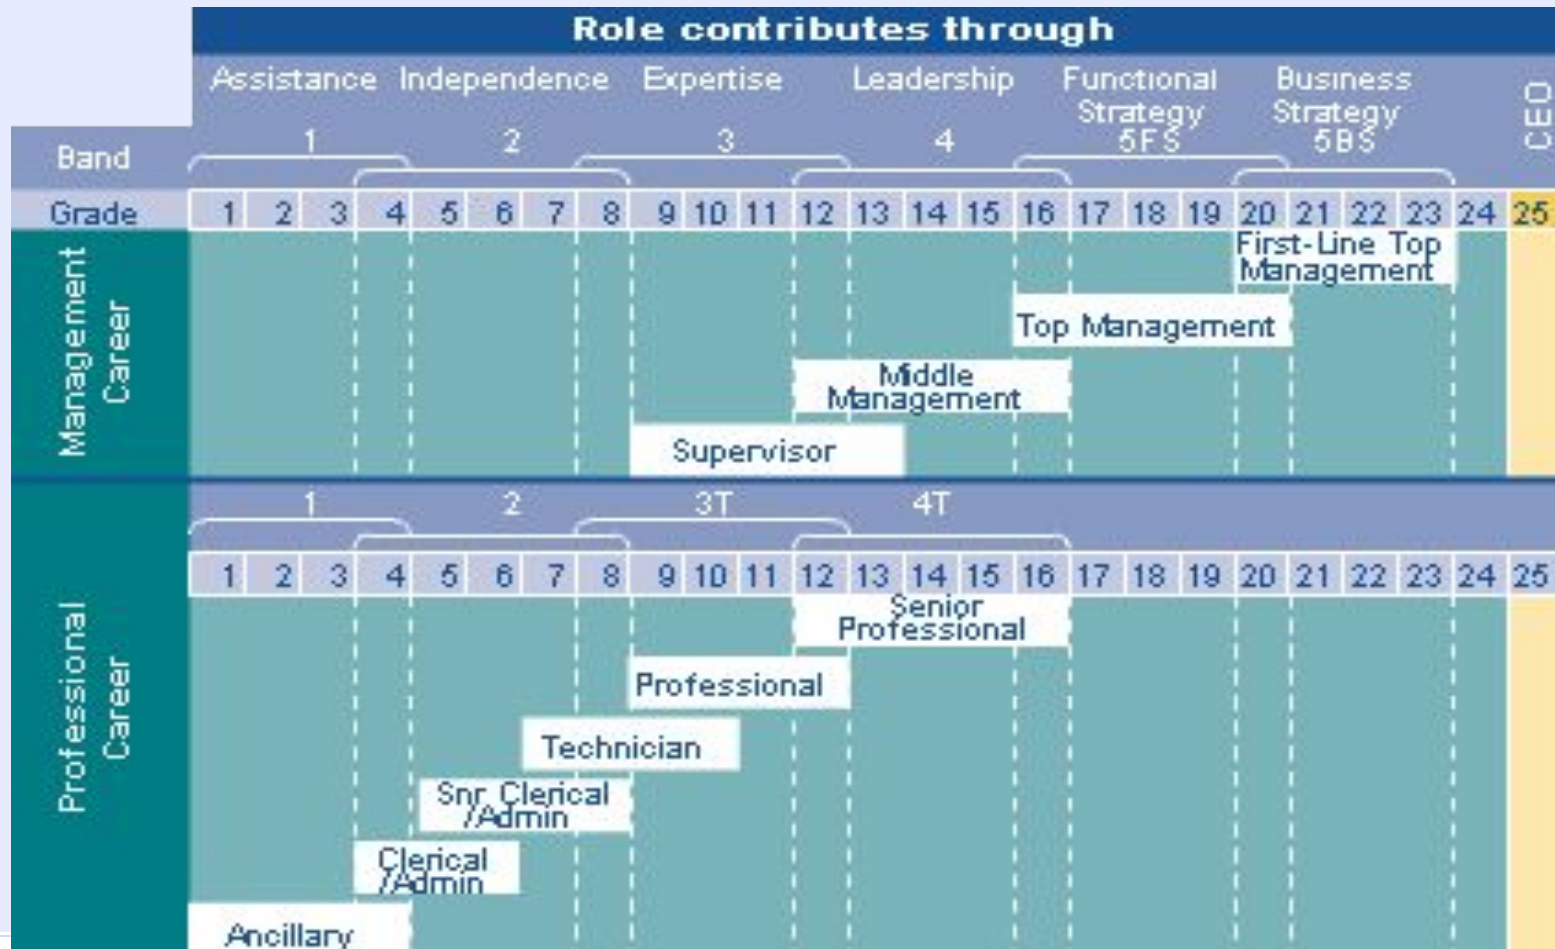 Role contributes through
Assistance Independence Expertise Leadership Functional Strategy Business Strategy CEO
Band 1 2 3 4 5FS 5BS
Grade 1 2 3 4 5 6 7 8 9 10 11 12 13 14 15 16 17 18 19 20 21 22 23 24 25
Management
Career
First-Line Top
Management
Top Management
Middle
Management
Supervisor
1 2 3T 4T
1 2 3 4 5 6 7 8 9 10 11 12 13 14 15 16 17 18 19 20 21 22 23 24 25
Professional
Career
Senior
Professional
Professional
Technician
Snr Clerical
/Admin
Clerical
/Admin
Ancillary